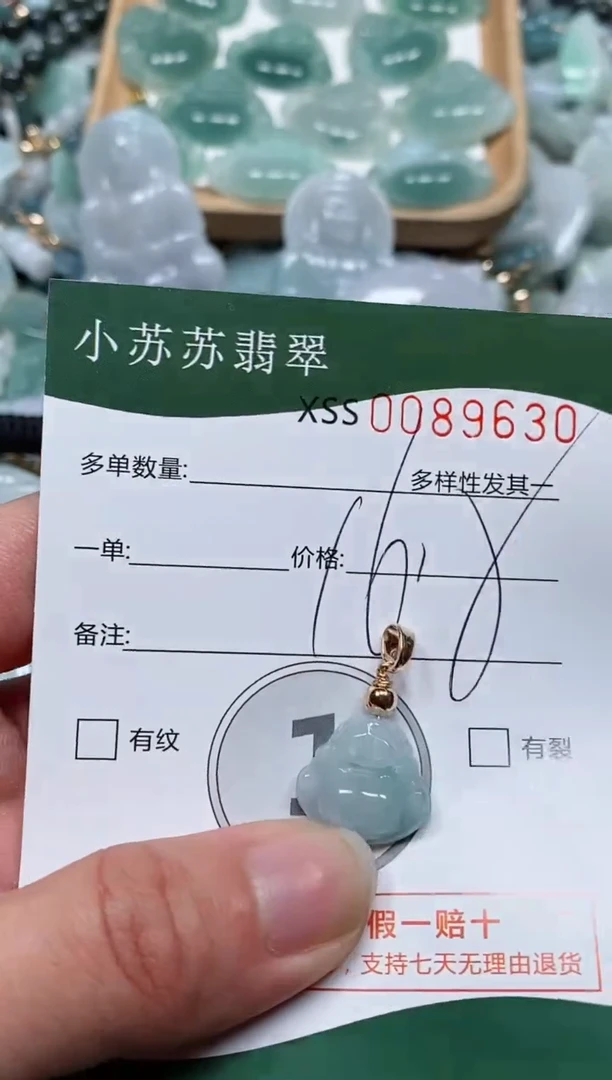 小苏苏翡翠
XSS 0089630
多单数量:
多样性发其一
一单:
价格:
备注:
有纹
有裂
假一赔十
，支持七天无理由退货